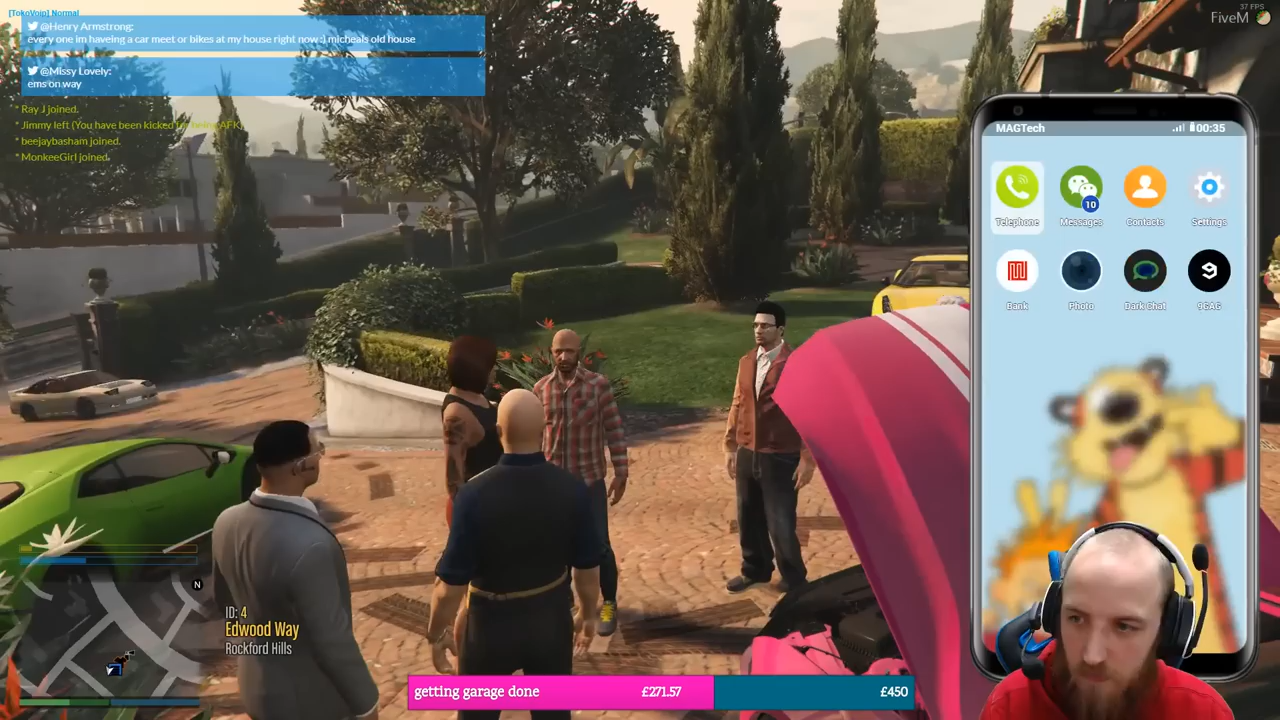 [TokoVoip] Normal
@Henry Armstrong:
every one im haveing a car meet or bikes at my house right now :) micheals old house
@Missy Lovely:
ems on way
* Ray J joined.
* Jimmy left (You have been kicked for being AFK)
* beejaybasham joined.
* MonkeeGirl joined.
37 FPS
FiveM
MAGTech
00:35
Telephone
Messages
10
Contacts
Settings
Bank
Photo
Dark Chat
9GAG
N
ID: 4
Edwood Way
Rockford Hills
getting garage done £271.57 £450